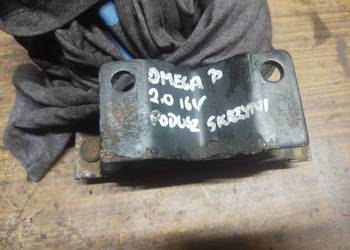 OMEGA B
2.0 16V
PODUSZ SKRZYNI